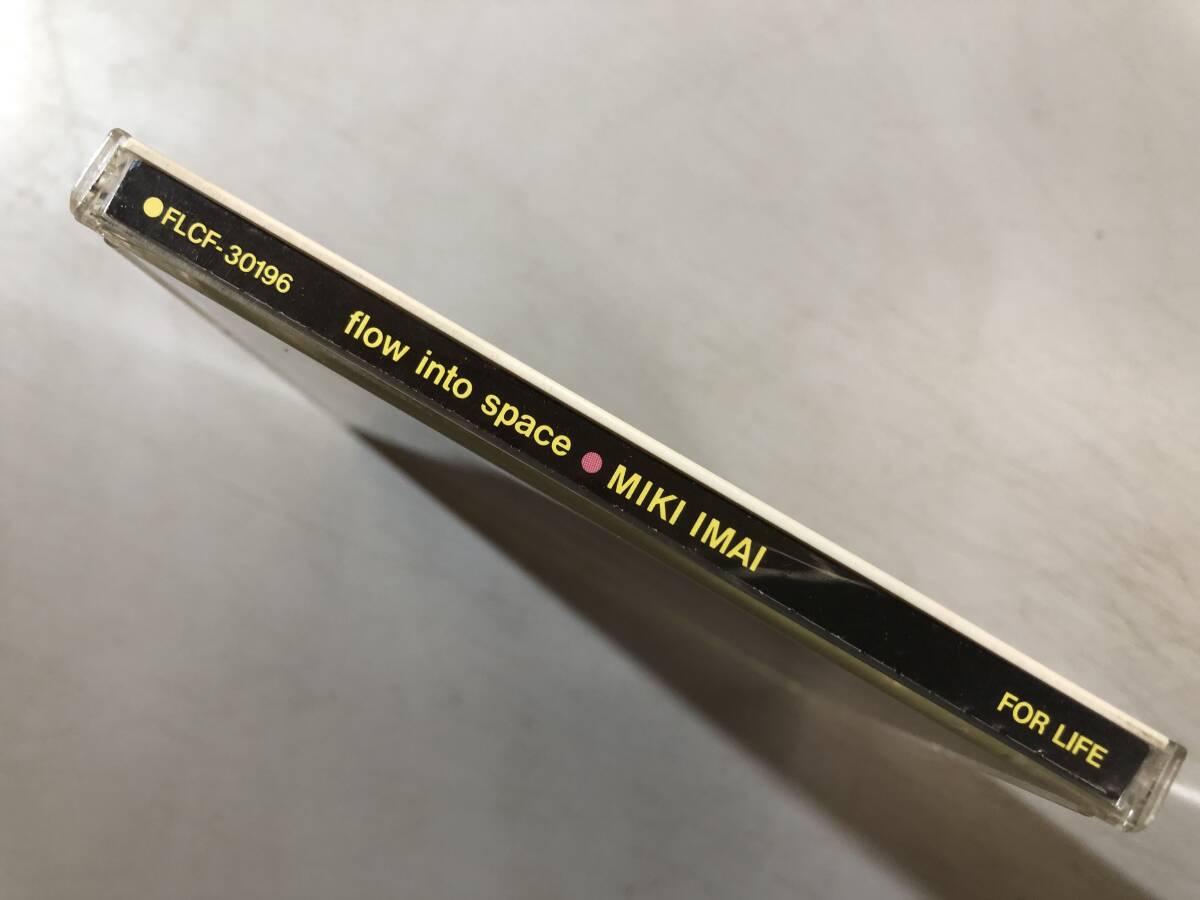 ●FLCF-30196 flow into space ● MIKI IMAI FOR LIFE